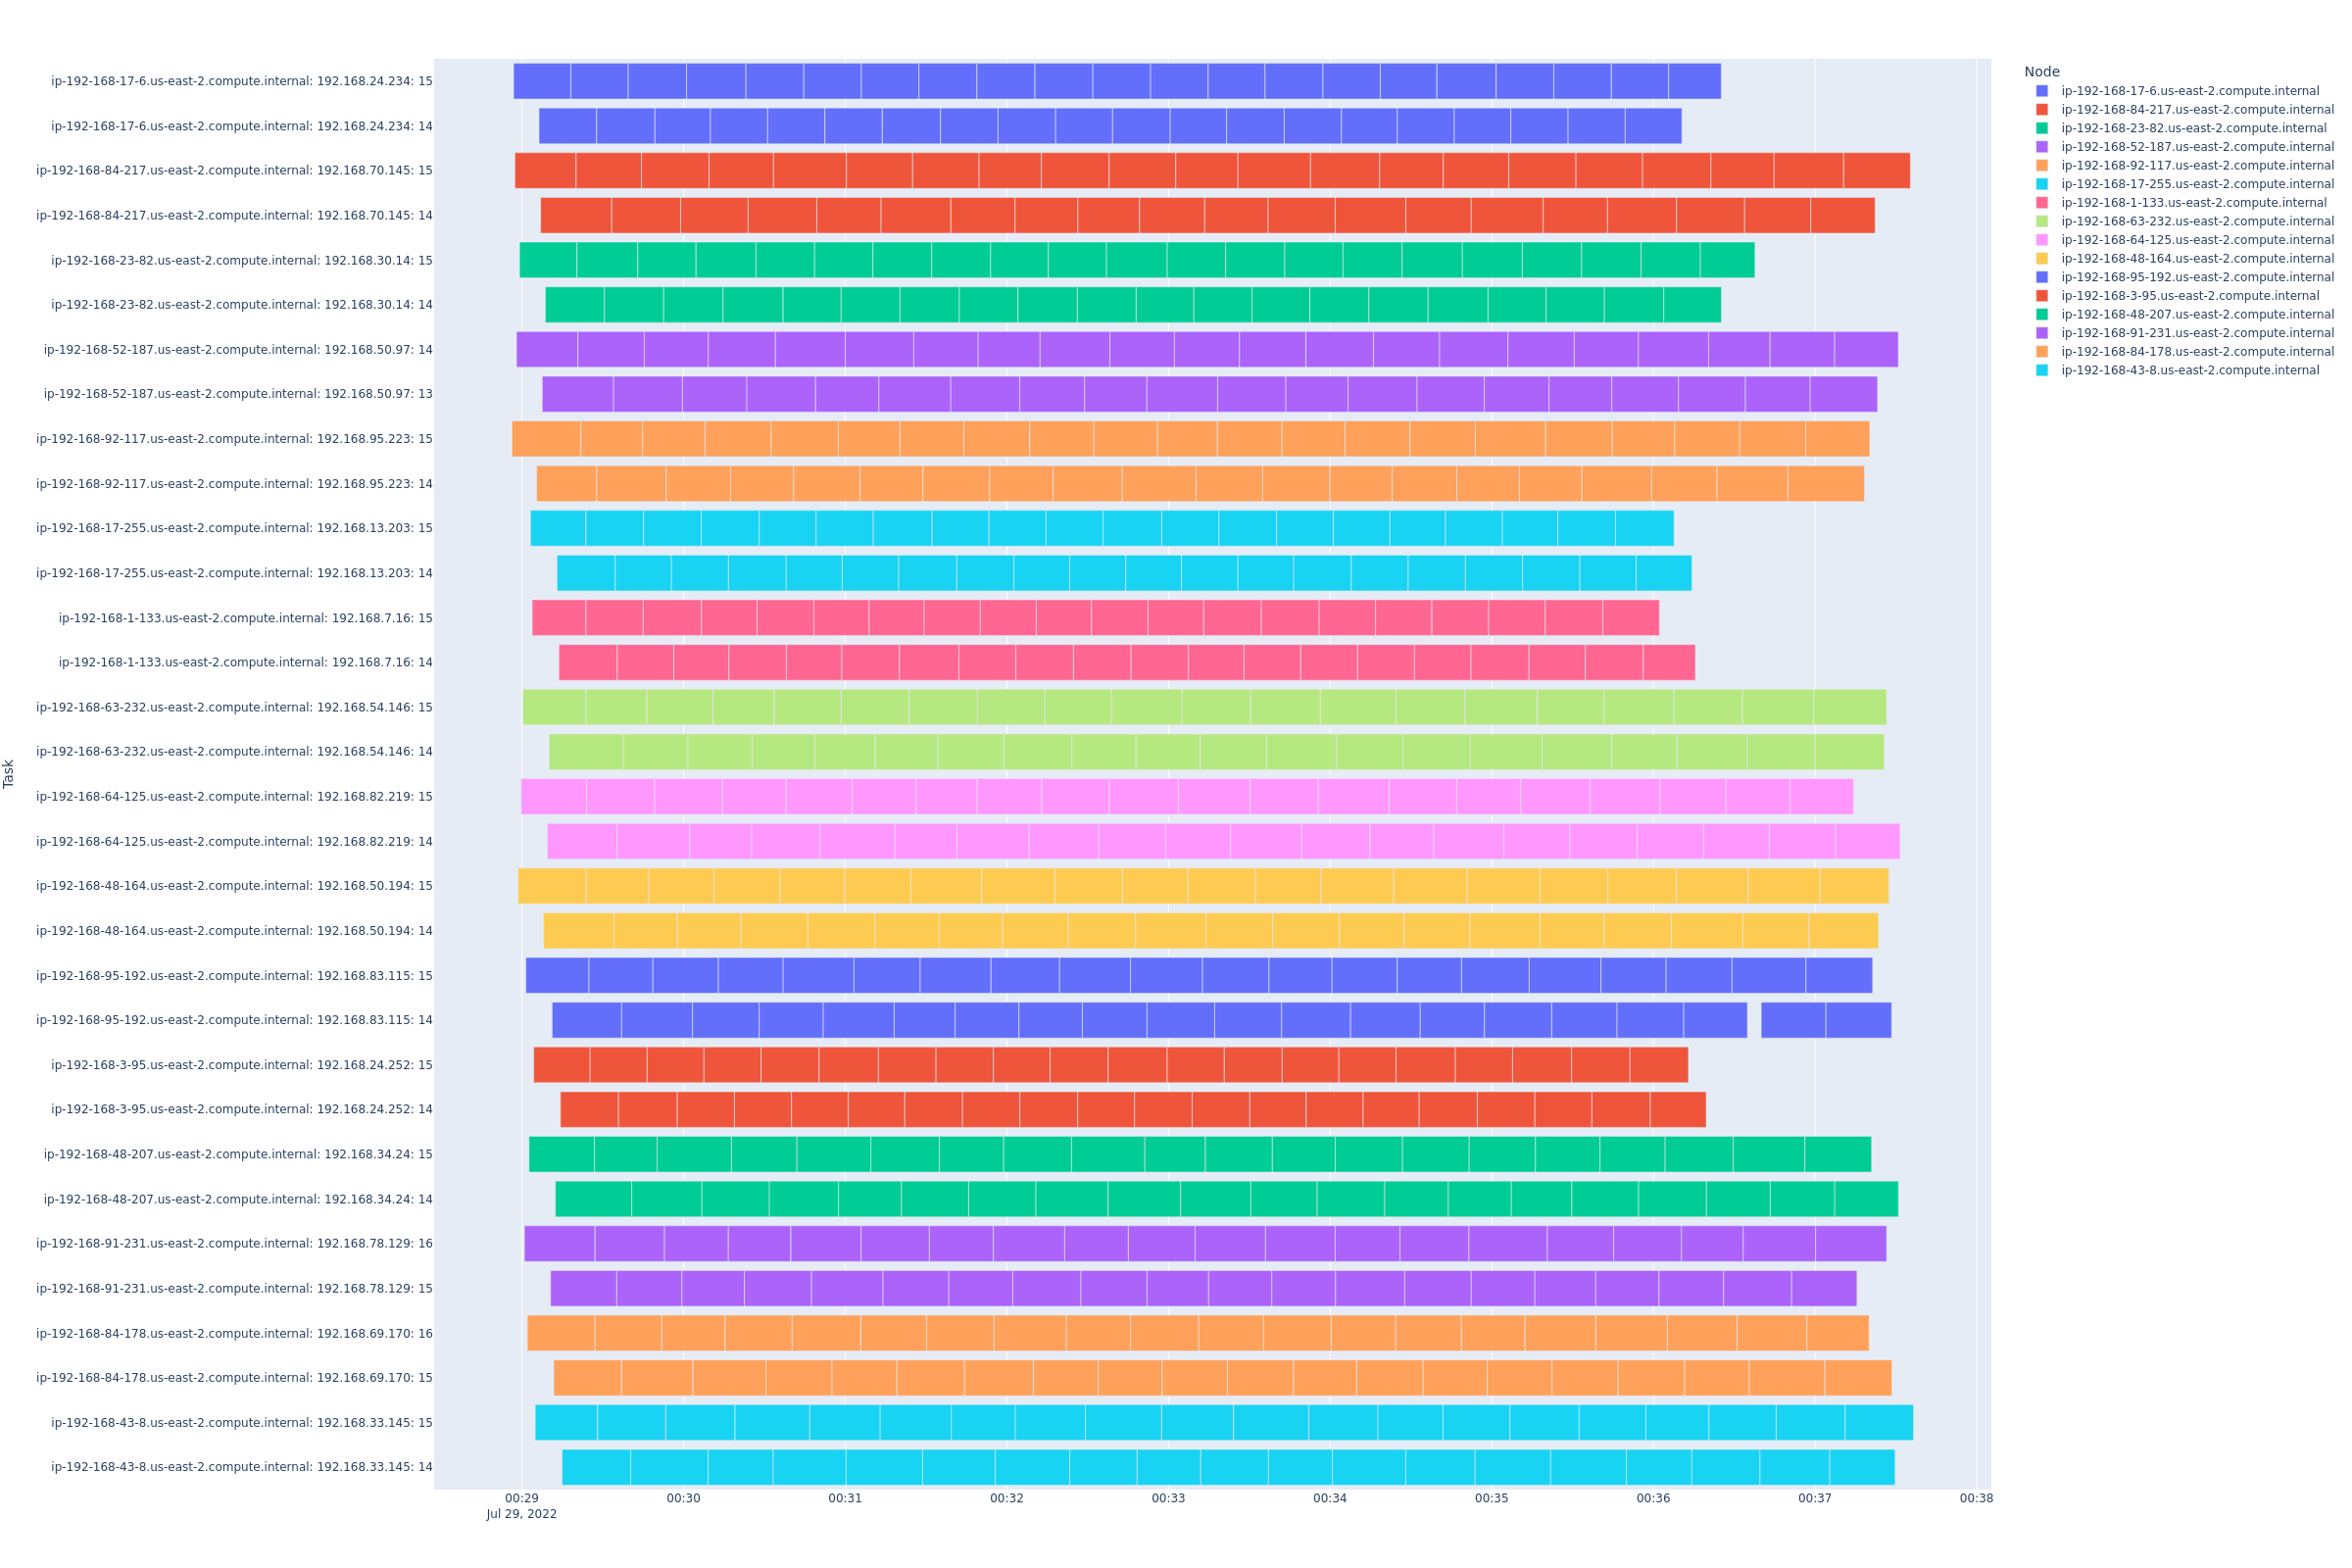 ip-192-168-17-6.us-east-2.compute.internal: 192.168.24.234: 15
ip-192-168-17-6.us-east-2.compute.internal: 192.168.24.234: 14
ip-192-168-84-217.us-east-2.compute.internal: 192.168.70.145: 15
ip-192-168-84-217.us-east-2.compute.internal: 192.168.70.145: 14
ip-192-168-23-82.us-east-2.compute.internal: 192.168.30.14: 15
ip-192-168-23-82.us-east-2.compute.internal: 192.168.30.14: 14
ip-192-168-52-187.us-east-2.compute.internal: 192.168.50.97: 14
ip-192-168-52-187.us-east-2.compute.internal: 192.168.50.97: 13
ip-192-168-92-117.us-east-2.compute.internal: 192.168.95.223: 15
ip-192-168-92-117.us-east-2.compute.internal: 192.168.95.223: 14
ip-192-168-17-255.us-east-2.compute.internal: 192.168.13.203: 15
ip-192-168-17-255.us-east-2.compute.internal: 192.168.13.203: 14
ip-192-168-1-133.us-east-2.compute.internal: 192.168.7.16: 15
ip-192-168-1-133.us-east-2.compute.internal: 192.168.7.16: 14
ip-192-168-63-232.us-east-2.compute.internal: 192.168.54.146: 15
ip-192-168-63-232.us-east-2.compute.internal: 192.168.54.146: 14
ip-192-168-64-125.us-east-2.compute.internal: 192.168.82.219: 15
ip-192-168-64-125.us-east-2.compute.internal: 192.168.82.219: 14
ip-192-168-48-164.us-east-2.compute.internal: 192.168.50.194: 15
ip-192-168-48-164.us-east-2.compute.internal: 192.168.50.194: 14
ip-192-168-95-192.us-east-2.compute.internal: 192.168.83.115: 15
ip-192-168-95-192.us-east-2.compute.internal: 192.168.83.115: 14
ip-192-168-3-95.us-east-2.compute.internal: 192.168.24.252: 15
ip-192-168-3-95.us-east-2.compute.internal: 192.168.24.252: 14
ip-192-168-48-207.us-east-2.compute.internal: 192.168.34.24: 15
ip-192-168-48-207.us-east-2.compute.internal: 192.168.34.24: 14
ip-192-168-91-231.us-east-2.compute.internal: 192.168.78.129: 16
ip-192-168-91-231.us-east-2.compute.internal: 192.168.78.129: 15
ip-192-168-84-178.us-east-2.compute.internal: 192.168.69.170: 16
ip-192-168-84-178.us-east-2.compute.internal: 192.168.69.170: 15
ip-192-168-43-8.us-east-2.compute.internal: 192.168.33.145: 15
ip-192-168-43-8.us-east-2.compute.internal: 192.168.33.145: 14
Task
00:29 00:30 00:31 00:32 00:33 00:34 00:35 00:36 00:37 00:38
Jul 29, 2022
Node
ip-192-168-17-6.us-east-2.compute.internal
ip-192-168-84-217.us-east-2.compute.internal
ip-192-168-23-82.us-east-2.compute.internal
ip-192-168-52-187.us-east-2.compute.internal
ip-192-168-92-117.us-east-2.compute.internal
ip-192-168-17-255.us-east-2.compute.internal
ip-192-168-1-133.us-east-2.compute.internal
ip-192-168-63-232.us-east-2.compute.internal
ip-192-168-64-125.us-east-2.compute.internal
ip-192-168-48-164.us-east-2.compute.internal
ip-192-168-95-192.us-east-2.compute.internal
ip-192-168-3-95.us-east-2.compute.internal
ip-192-168-48-207.us-east-2.compute.internal
ip-192-168-91-231.us-east-2.compute.internal
ip-192-168-84-178.us-east-2.compute.internal
ip-192-168-43-8.us-east-2.compute.internal